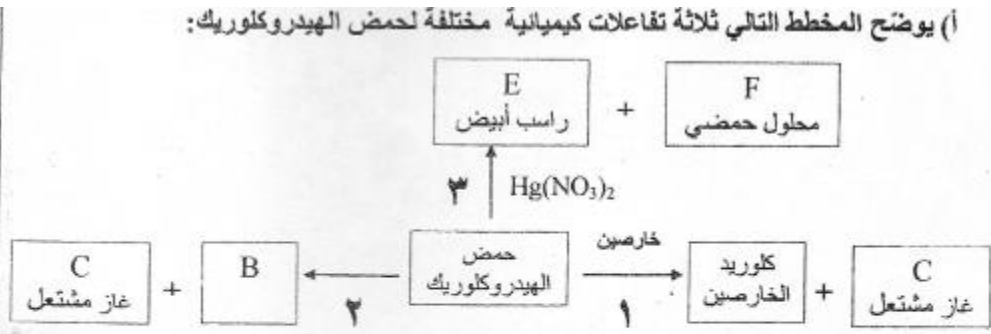 أ) يوضّح المخطط التالي ثلاثة تفاعلات كيميائية مختلفة لحمض الهيدروكلوريك:
E
راسب أبيض
+
F
محلول حمضي
٣
Hg(NO₃)₂
C
غاز مشتعل
+
B
٢
حمض
الهيدروكلوريك
خارصين
١
كلوريد
الخارصين
+
C
غاز مشتعل